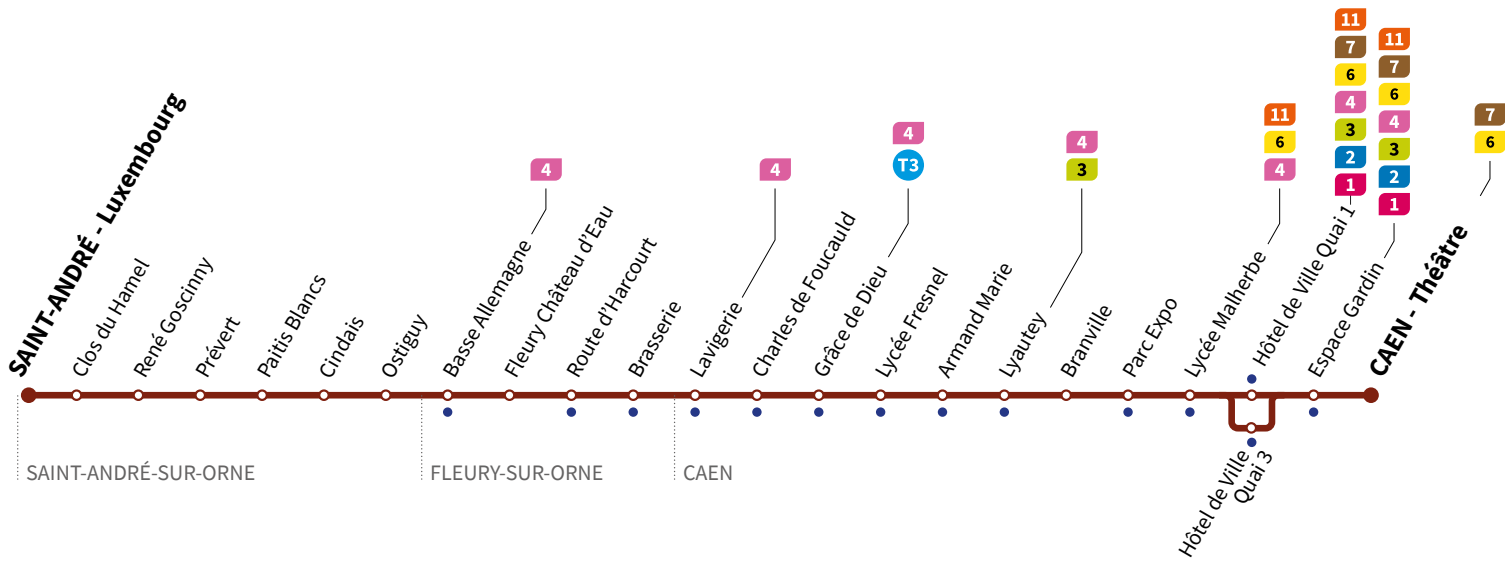 SAINT-ANDRÉ - Luxembourg
Clos du Hamel
René Goscinny
Prévert
Paitis Blancs
Cindais
Ostiguy
Basse Allemagne
4
Fleury Château d'Eau
Route d'Harcourt
Brasserie
Lavigerie
4
Charles de Foucauld
Grâce de Dieu
4
T3
Lycée Fresnel
Armand Marie
Lyautey
4
3
Branville
Parc Expo
Lycée Malherbe
11
6
4
Hôtel de Ville Quai 1
11
7
6
4
3
2
1
Hôtel de Ville
Quai 3
Espace Gardin
11
7
6
4
3
2
1
CAEN - Théâtre
7
6
SAINT-ANDRÉ-SUR-ORNE
FLEURY-SUR-ORNE
CAEN